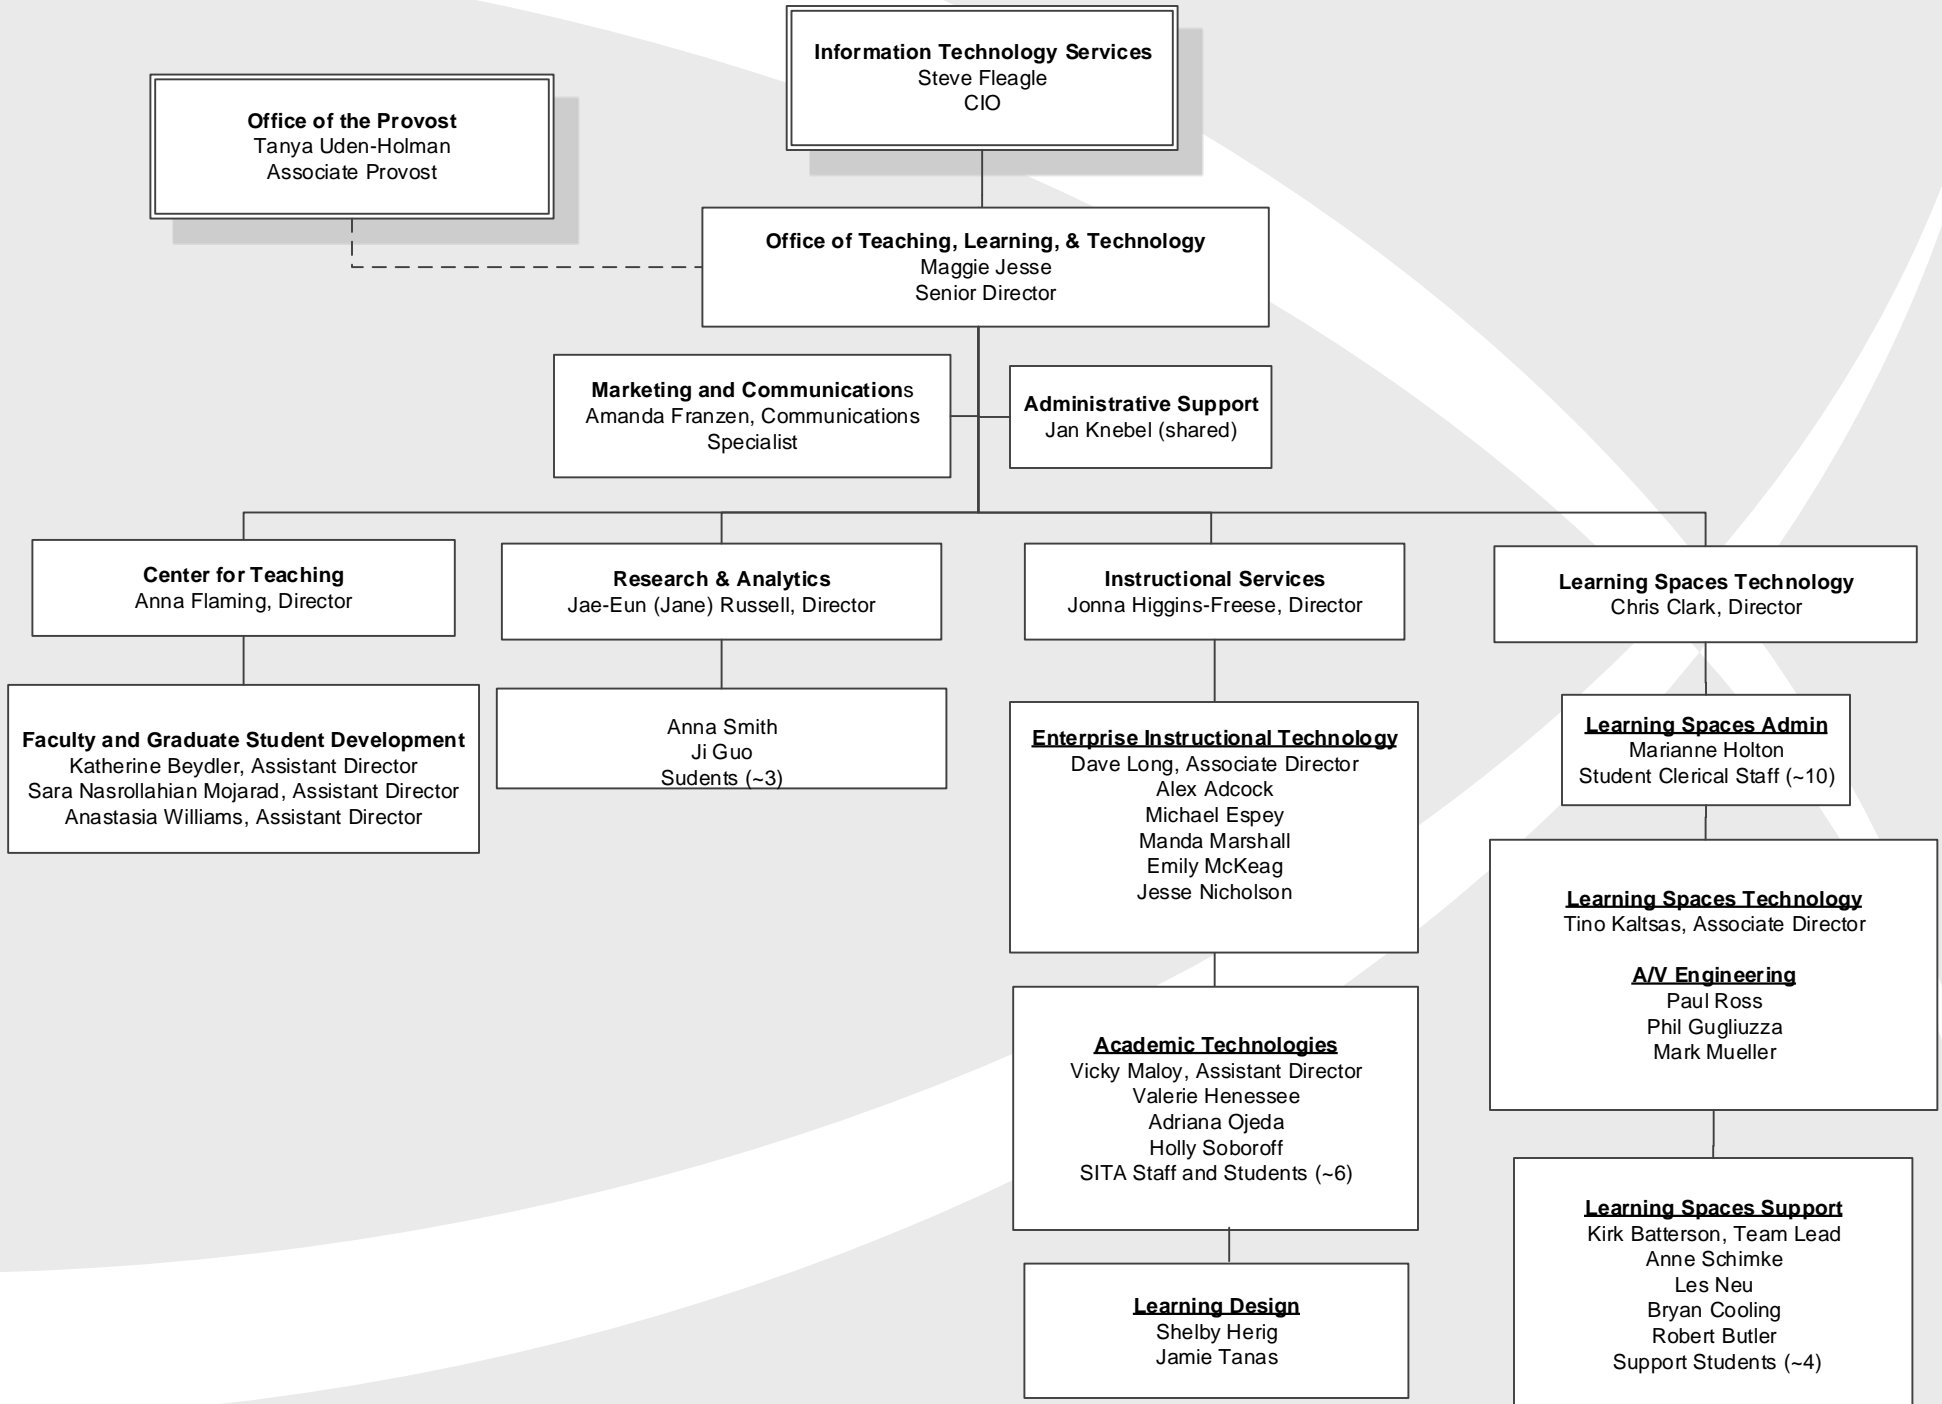 Information Technology Services
Steve Fleagle
CIO
Office of the Provost
Tanya Uden-Holman
Associate Provost
Office of Teaching, Learning, & Technology
Maggie Jesse
Senior Director
Marketing and Communications
Amanda Franzen, Communications
Specialist
Administrative Support
Jan Knebel (shared)
Center for Teaching
Anna Flaming, Director
Research & Analytics
Jae-Eun (Jane) Russell, Director
Instructional Services
Jonna Higgins-Freese, Director
Learning Spaces Technology
Chris Clark, Director
Faculty and Graduate Student Development
Katherine Beydler, Assistant Director
Sara Nasrollahian Mojarad, Assistant Director
Anastasia Williams, Assistant Director
Anna Smith
Ji Guo
Sudents (~3)
Enterprise Instructional Technology
Dave Long, Associate Director
Alex Adcock
Michael Espey
Manda Marshall
Emily McKeag
Jesse Nicholson
Academic Technologies
Vicky Maloy, Assistant Director
Valerie Henessee
Adriana Ojeda
Holly Soboroff
SITA Staff and Students (~6)
Learning Design
Shelby Herig
Jamie Tanas
Learning Spaces Admin
Marianne Holton
Student Clerical Staff (~10)
Learning Spaces Technology
Tino Kaltsas, Associate Director
A/V Engineering
Paul Ross
Phil Gugliuzza
Mark Mueller
Learning Spaces Support
Kirk Batterson, Team Lead
Anne Schimke
Les Neu
Bryan Cooling
Robert Butler
Support Students (~4)